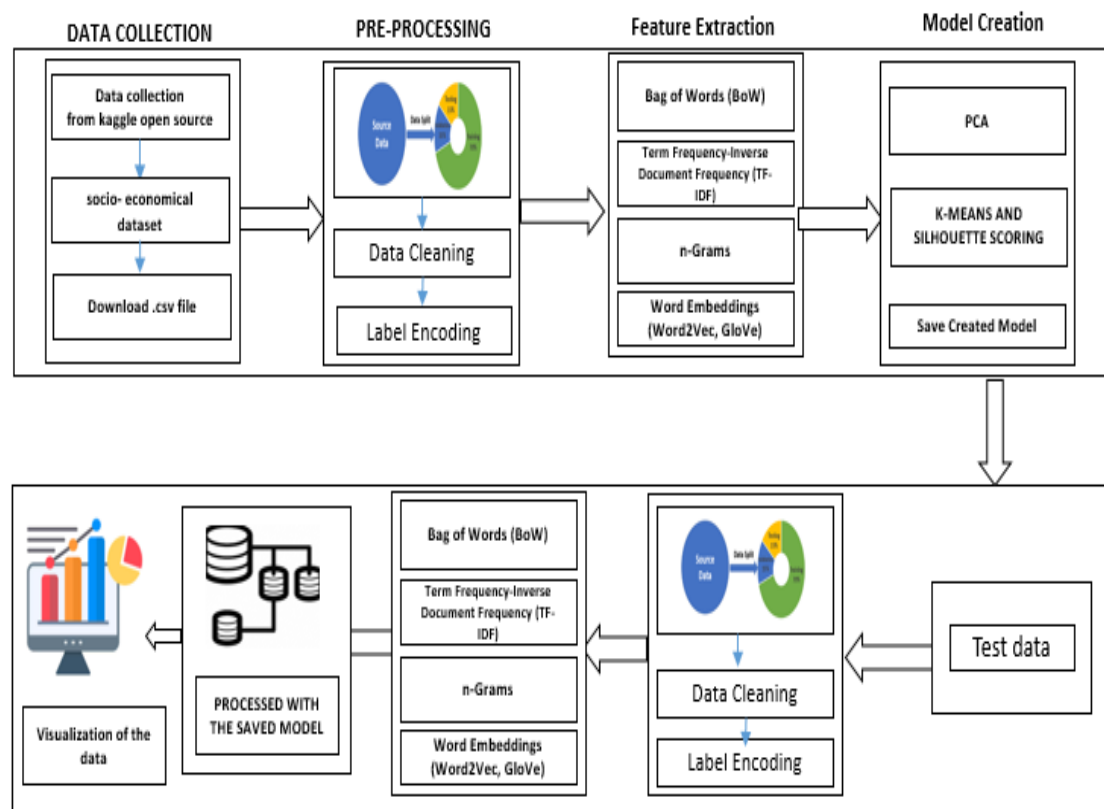 DATA COLLECTION
PRE-PROCESSING
Feature Extraction
Model Creation
Data collection
from kaggle open source
socio- economical
dataset
Download .csv file
Source
Data
Data Split
Testing
Training
Data Cleaning
Label Encoding
Bag of Words (BoW)
Term Frequency-Inverse
Document Frequency (TF-
IDF)
n-Grams
Word Embeddings
(Word2Vec, GloVe)
PCA
K-MEANS AND
SILHOUETTE SCORING
Save Created Model
Visualization of the
data
PROCESSED WITH
THE SAVED MODEL
Bag of Words (BoW)
Term Frequency-Inverse
Document Frequency (TF-
IDF)
n-Grams
Word Embeddings
(Word2Vec, GloVe)
Source
Data
Data Split
Testing
Training
Data Cleaning
Label Encoding
Test data